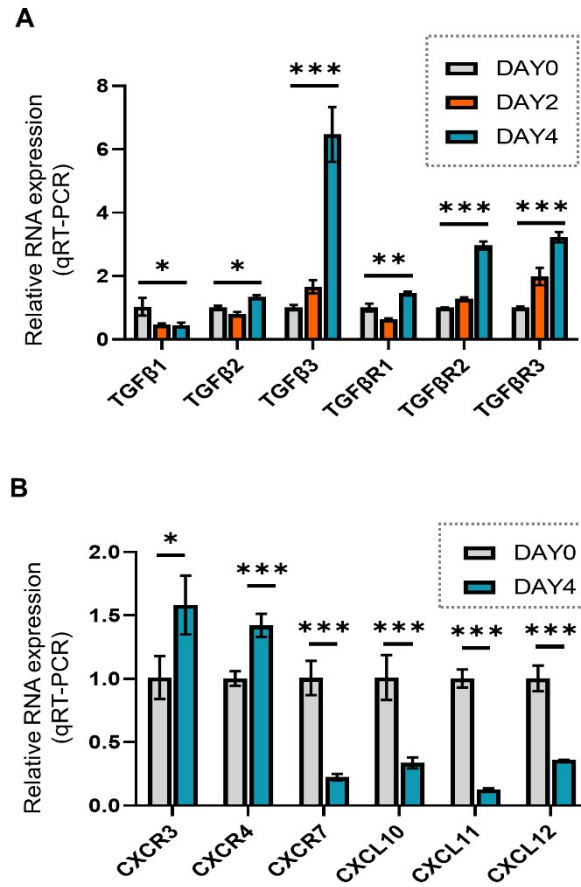 A
DAY0
DAY2
DAY4
Relative RNA expression
(qRT-PCR)
8
6
4
2
0
*
*
***
**
***
***
TGFβ1
TGFβ2
TGFβ3
TGFβR1
TGFβR2
TGFβR3
B
DAY0
DAY4
Relative RNA expression
(qRT-PCR)
2.0
1.5
1.0
0.5
0.0
*
***
***
***
***
***
CXCR3
CXCR4
CXCR7
CXCL10
CXCL11
CXCL12